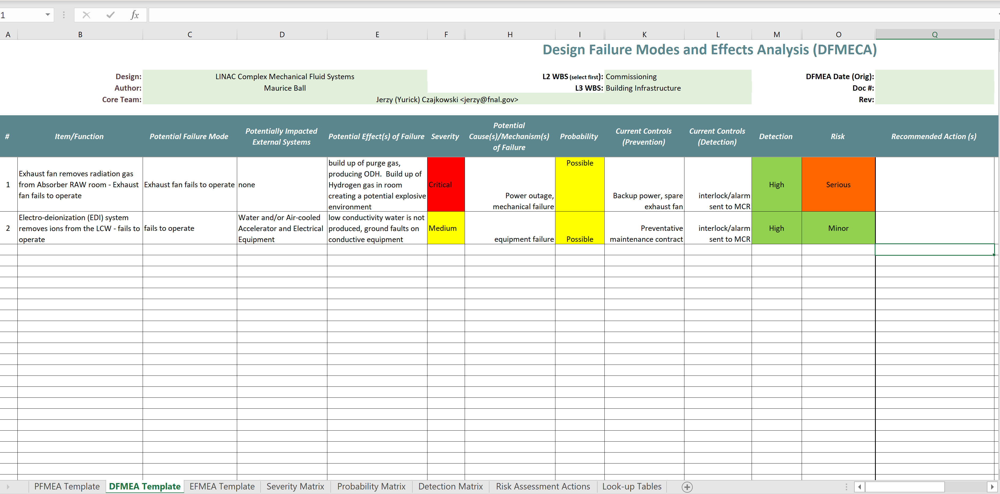 1
fx
A B C D E F H I K L M O Q
Design Failure Modes and Effects Analysis (DFMECA)
Design: LINAC Complex Mechanical Fluid Systems L2 WBS (select first): Commissioning DFMEA Date (Orig):
Author: Maurice Ball L3 WBS: Building Infrastructure Doc #:
Core Team: Jerzy (Yurick) Czajkowski <jerzy@fnal.gov> Rev:
#
Item/Function
Potential Failure Mode
Potentially Impacted
External Systems
Potential Effect(s) of Failure
Severity
Potential
Cause(s)/Mechanism(s)
of Failure
Probability
Current Controls
(Prevention)
Current Controls
(Detection)
Detection
Risk
Recommended Action (s)
1
Exhaust fan removes radiation gas
from Absorber RAW room - Exhaust
fan fails to operate
Exhaust fan fails to operate
none
build up of purge gas,
producing ODH.  Build up of
Hydrogen gas in room
creating a potential explosive
environment
Critical
Power outage,
mechanical failure
Possible
Backup power, spare
exhaust fan
interlock/alarm
sent to MCR
High
Serious
2
Electro-deionization (EDI) system
removes ions from the LCW - fails to
operate
fails to operate
Water and/or Air-cooled
Accelerator and Electrical
Equipment
low conductivity water is not
produced, ground faults on
conductive equipment
Medium
equipment failure
Possible
Preventative
maintenance contract
interlock/alarm
sent to MCR
High
Minor
PFMEA Template DFMEA Template EFMEA Template Severity Matrix Probability Matrix Detection Matrix Risk Assessment Actions Look-up Tables